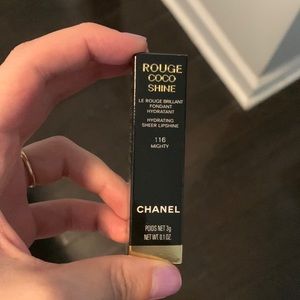 ROUGE
COCO
SHINE
LE ROUGE BRILLANT
FONDANT
HYDRATANT
HYDRATING
SHEER LIPSHINE
116
MIGHTY
CHANEL
POIDS NET 3g
NET WT. 0.1 OZ.